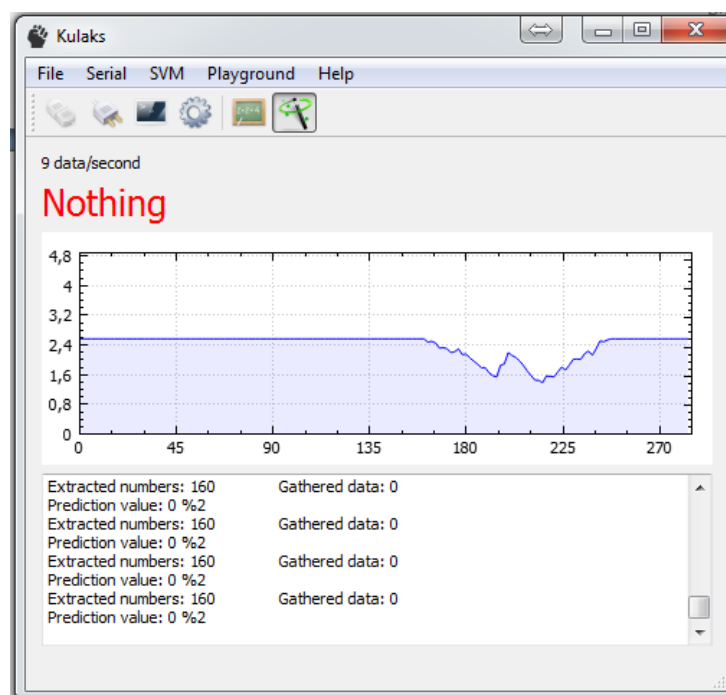 Kulaks
File Serial SVM Playground Help
9 data/second
Nothing
4,8
4
3,2
2,4
1,6
0,8
0
0 45 90 135 180 225 270
Extracted numbers: 160 Gathered data: 0
Prediction value: 0 %2
Extracted numbers: 160 Gathered data: 0
Prediction value: 0 %2
Extracted numbers: 160 Gathered data: 0
Prediction value: 0 %2
Extracted numbers: 160 Gathered data: 0
Prediction value: 0 %2